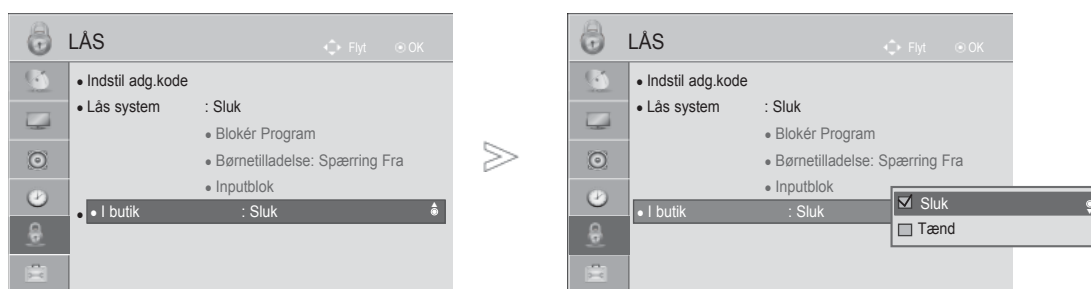 LÅS
Flyt
OK
• Indstil adg.kode
• Lås system : Sluk
• Blokér Program
• Børnetilladelse: Spærring Fra
• Inputblok
• • I butik : Sluk
LÅS
Flyt
OK
• Indstil adg.kode
• Lås system : Sluk
• Blokér Program
• Børnetilladelse: Spærring Fra
• Inputblok
• I butik : Sluk
Sluk
Tænd